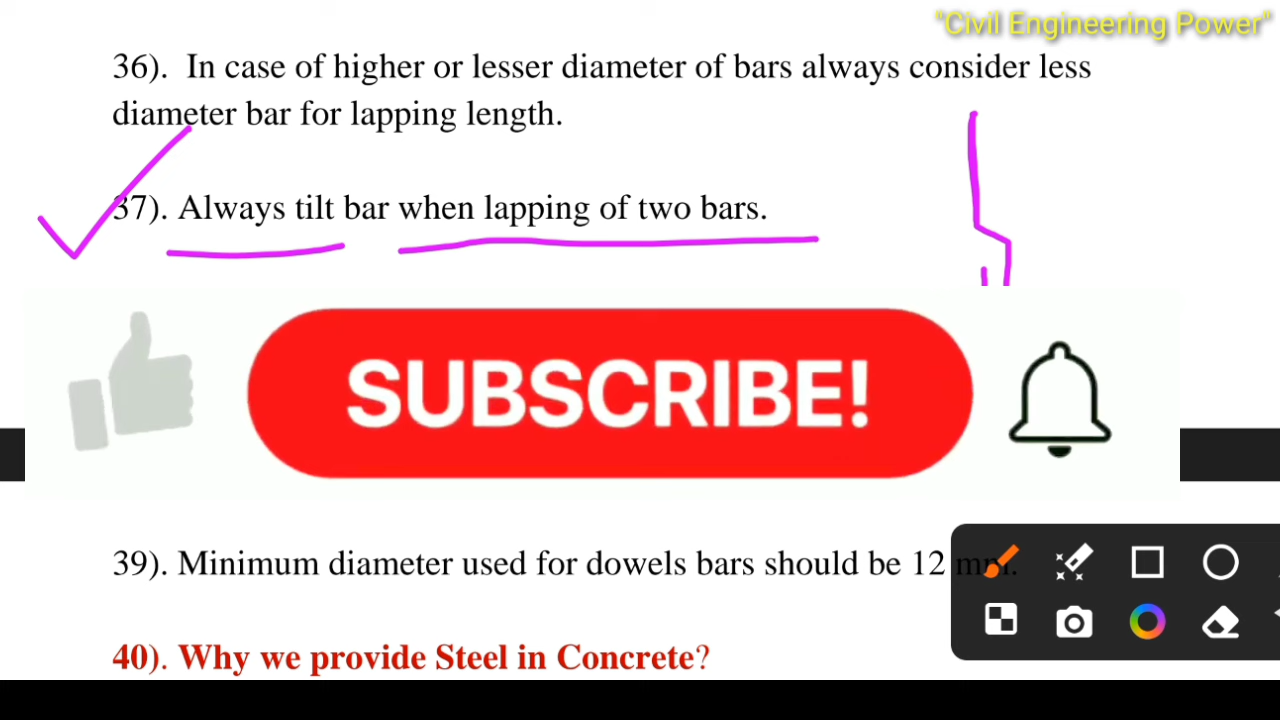 "Civil Engineering Power"
36). In case of higher or lesser diameter of bars always consider less
diameter bar for lapping length.
37). Always tilt bar when lapping of two bars.
SUBSCRIBE!
39). Minimum diameter used for dowels bars should be 12 mm.
40). Why we provide Steel in Concrete?